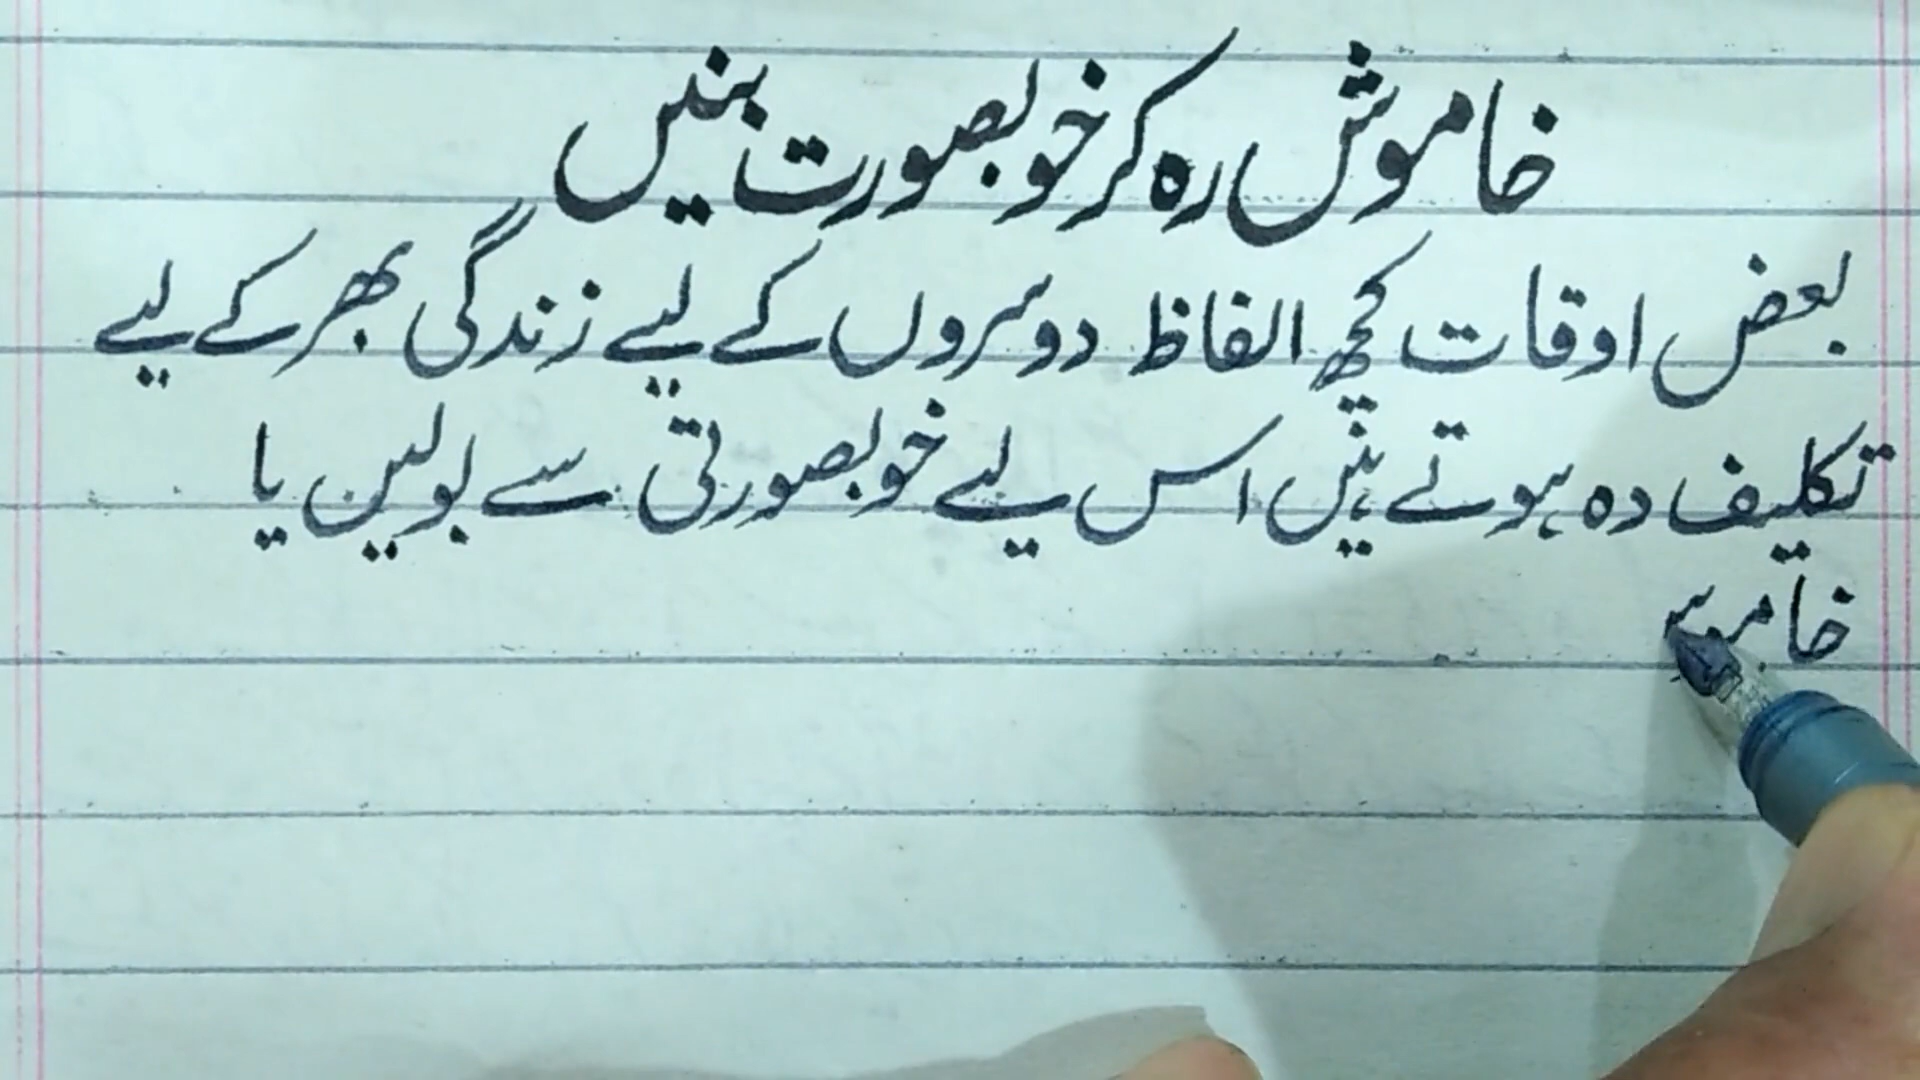 خاموش رہ کر خوبصورت بنیں
بعض اوقات کچھ الفاظ دوسروں کے لیے زندگی بھر کے لیے
تکلیف دہ ہوتے ہیں اس لیے خوبصورتی سے بولیں یا